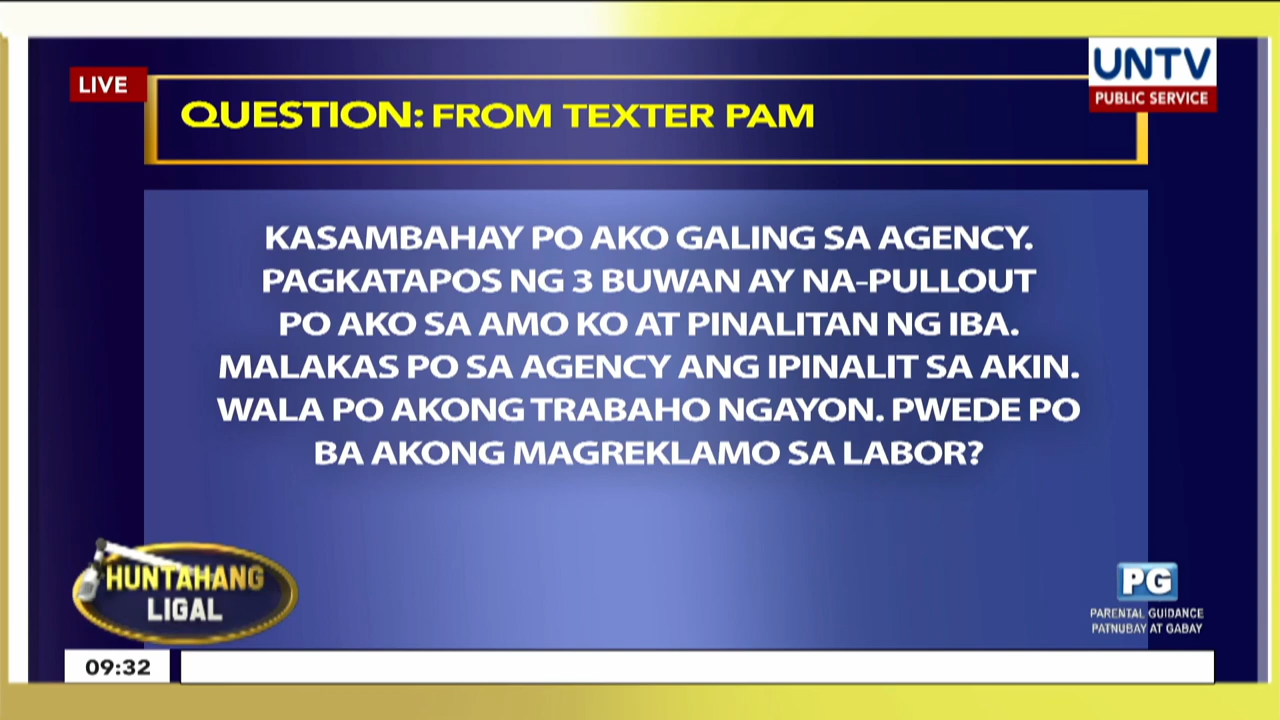 LIVE
UNTV
PUBLIC SERVICE
QUESTION: FROM TEXTER PAM
KASAMBAHAY PO AKO GALING SA AGENCY.
PAGKATAPOS NG 3 BUWAN AY NA-PULLOUT
PO AKO SA AMO KO AT PINALITAN NG IBA.
MALAKAS PO SA AGENCY ANG IPINALIT SA AKIN.
WALA PO AKONG TRABAHO NGAYON. PWEDE PO
BA AKONG MAGREKLAMO SA LABOR?
HUNTAHANG
LIGAL
PG
PARENTAL GUIDANCE
PATNUBAY AT GABAY
09:32